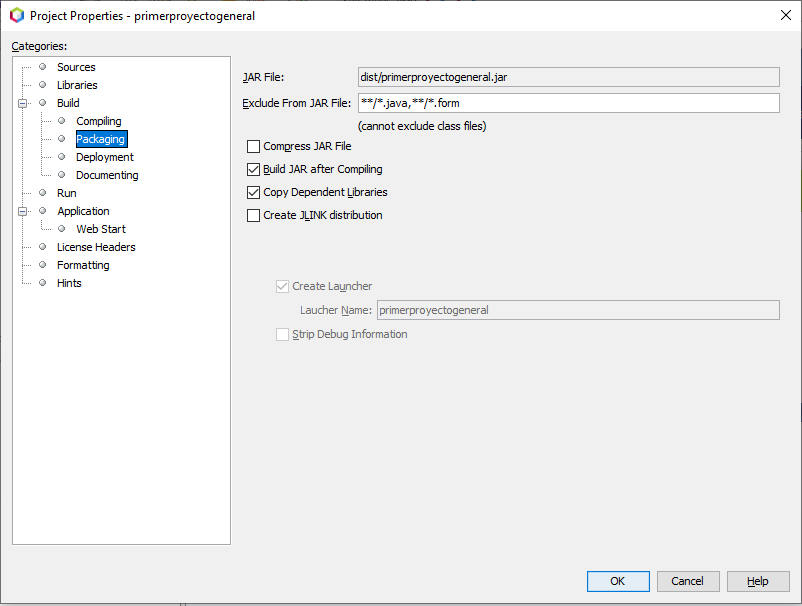 Project Properties - primerproyectogeneral
Categories:
Sources
Libraries
Build
Compiling
Packaging
Deployment
Documenting
Run
Application
Web Start
License Headers
Formatting
Hints
JAR File: dist/primerproyectogeneral.jar
Exclude From JAR File: **/*.java,**/*.form
(cannot exclude class files)
Compress JAR File
Build JAR after Compiling
Copy Dependent Libraries
Create JLINK distribution
Create Launcher
Laucher Name: primerproyectogeneral
Strip Debug Information
OK Cancel Help